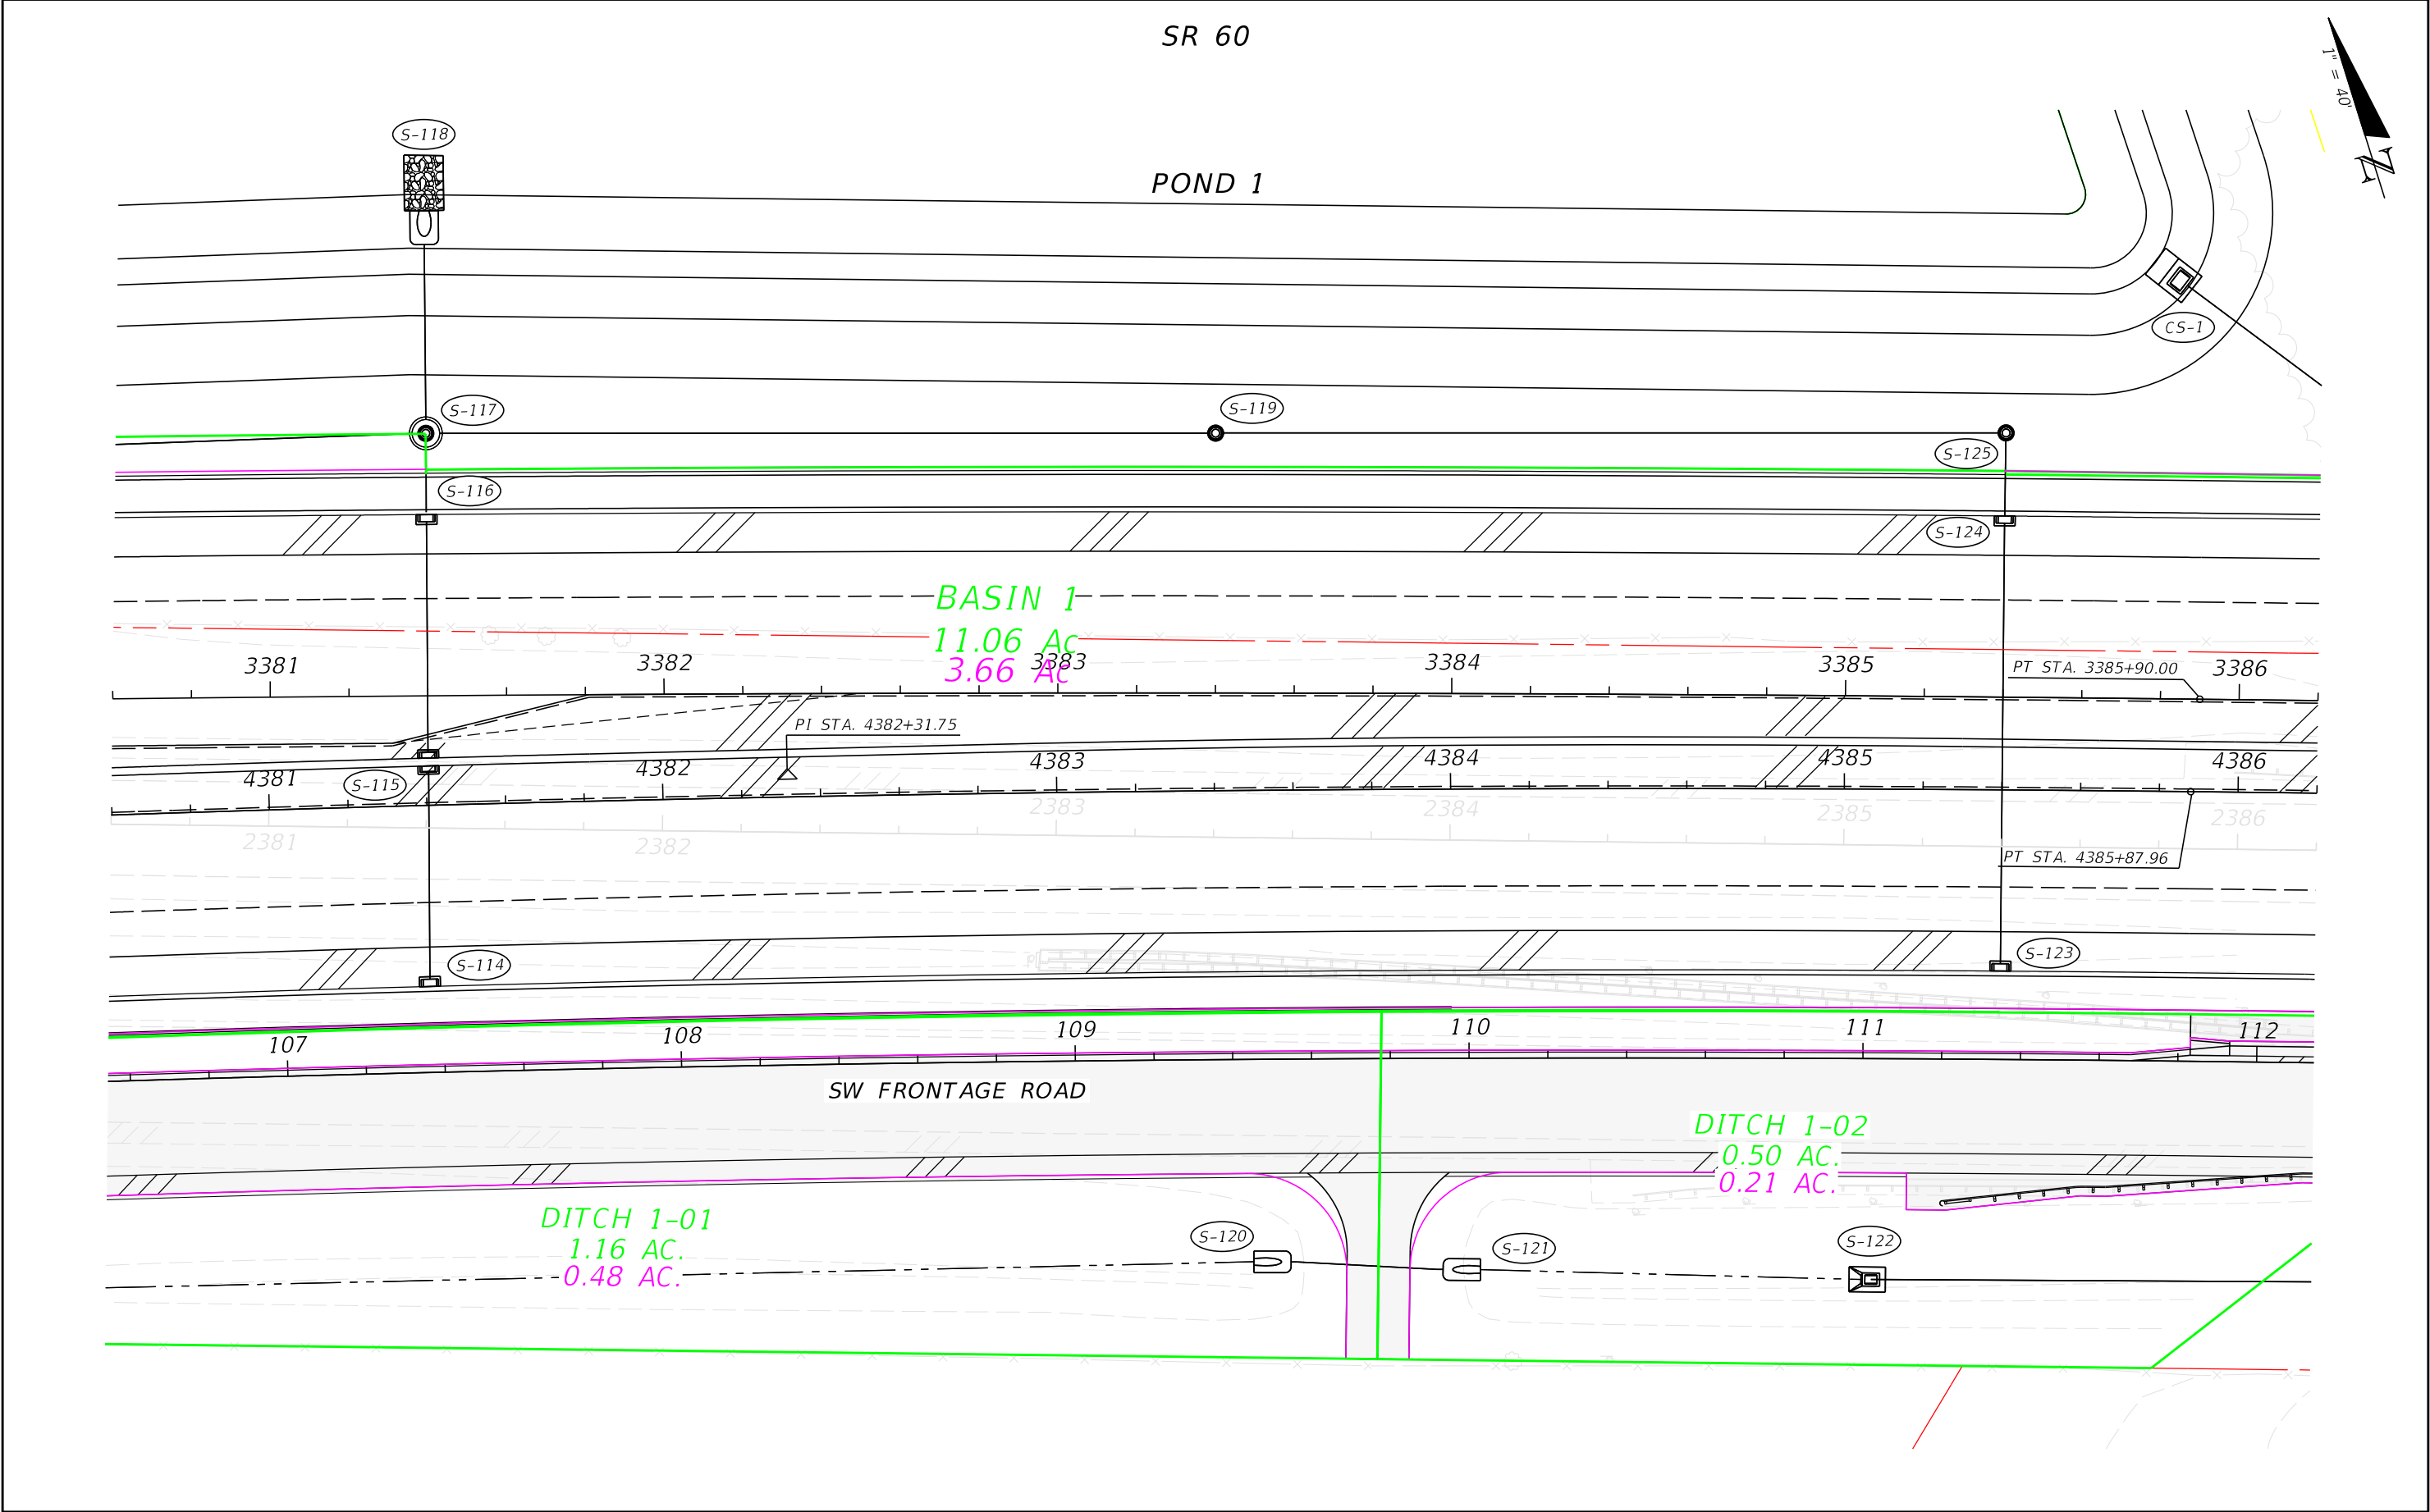 SR 60
1" = 40'
N
S-118
POND 1
CS-1
S-117
S-119
S-125
S-116
S-124
BASIN 1
11.06 Ac
3.66 Ac
3381
3382
3383
3384
3385
PT STA. 3385+90.00
3386
PI STA. 4382+31.75
4381
S-115
4382
4383
4384
4385
4386
2381
2382
2383
2384
2385
2386
PT STA. 4385+87.96
S-114
S-123
107
108
109
110
111
112
SW FRONTAGE ROAD
DITCH 1-02
0.50 AC.
0.21 AC.
DITCH 1-01
1.16 AC.
0.48 AC.
S-120
S-121
S-122